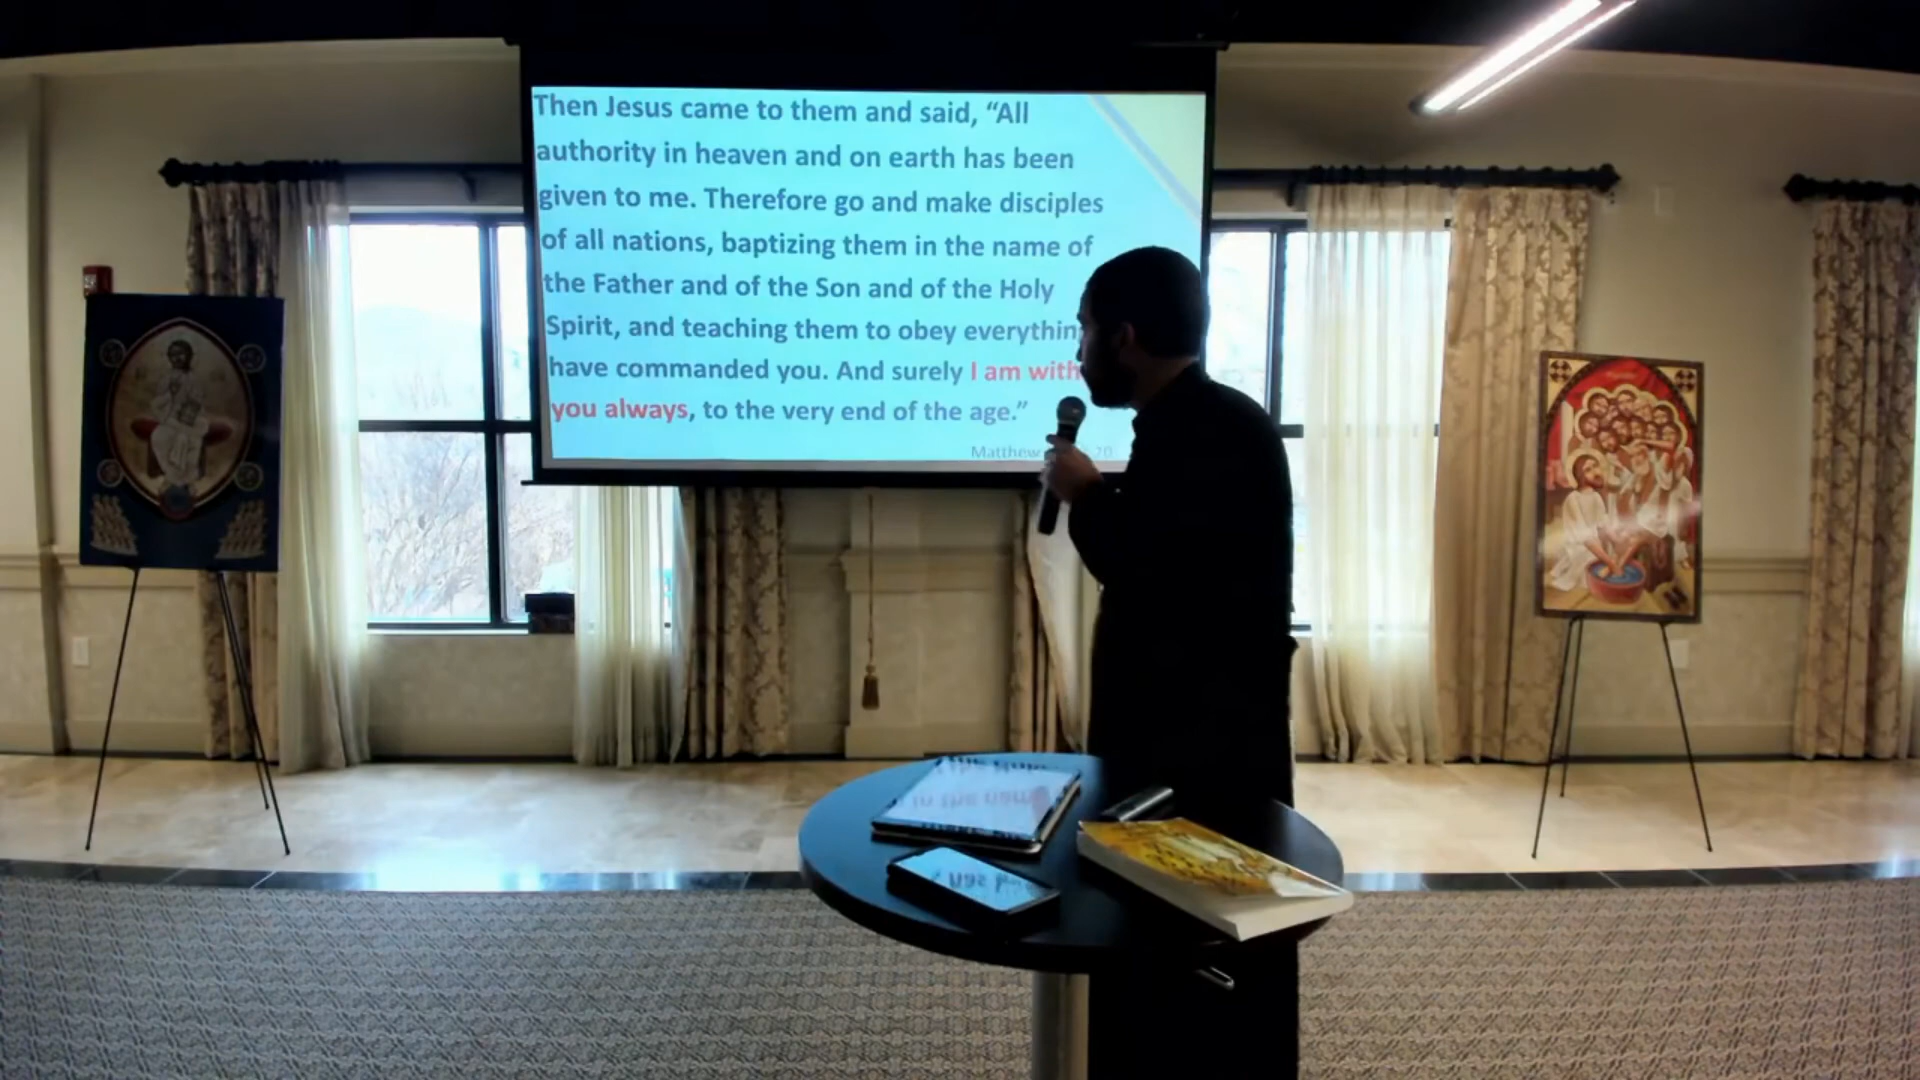 Then Jesus came to them and said, “All
authority in heaven and on earth has been
given to me. Therefore go and make disciples
of all nations, baptizing them in the name of
the Father and of the Son and of the Holy
Spirit, and teaching them to obey everythin
have commanded you. And surely I am with
you always, to the very end of the age.”
Matthew 20